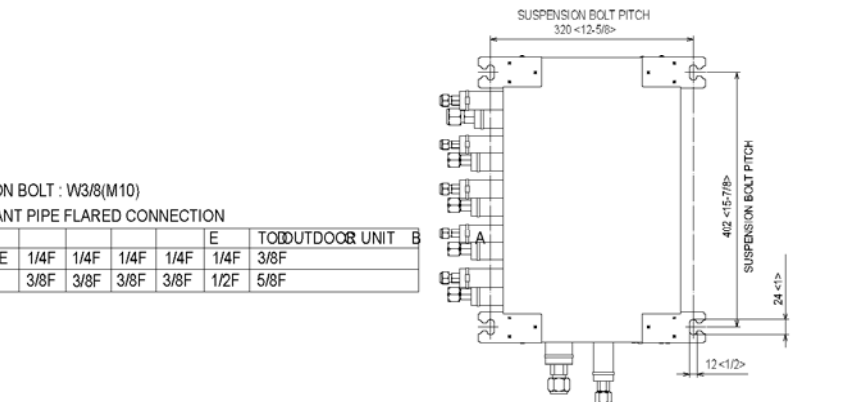 SUSPENSION BOLT PITCH
320 <12-5/8>
ON BOLT : W3/8(M10)
ANT PIPE FLARED CONNECTION
E TO OUTDOOR UNIT B A
E 1/4F 1/4F 1/4F 1/4F 1/4F 3/8F
3/8F 3/8F 3/8F 3/8F 1/2F 5/8F
402 <15-7/8>
SUSPENSION BOLT PITCH
24 <1>
12 <1/2>